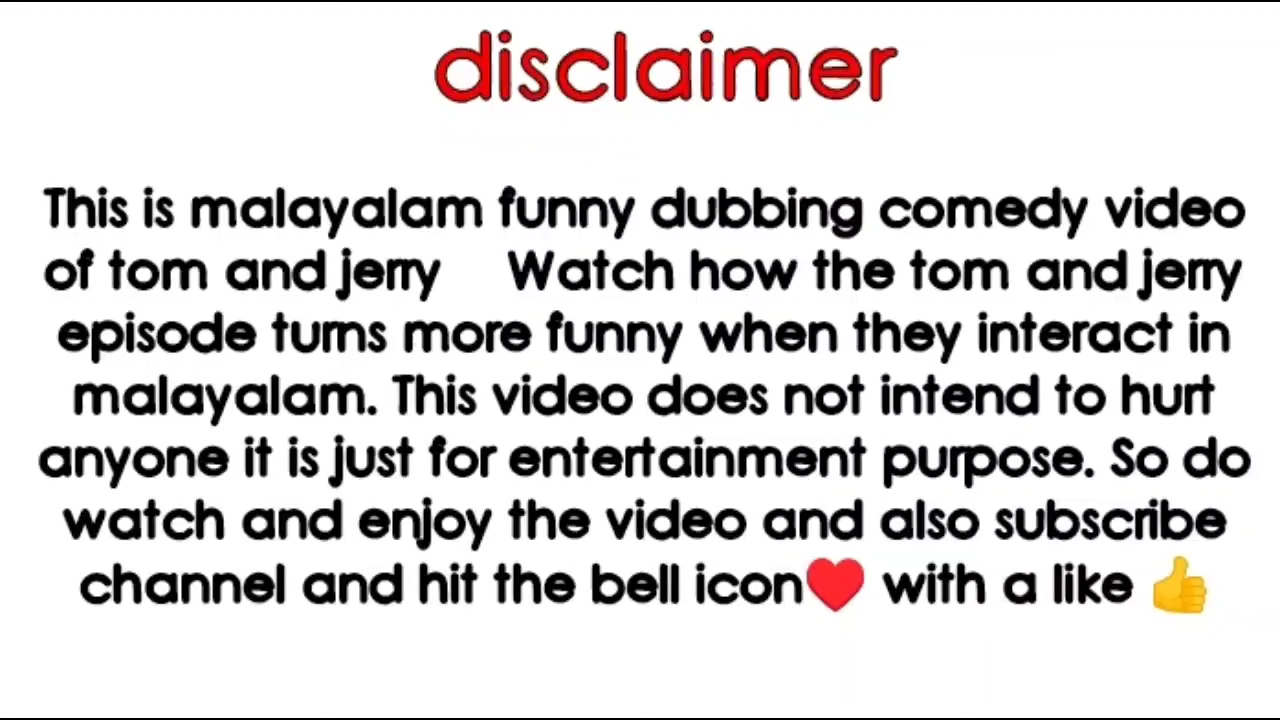 disclaimer
This is malayalam funny dubbing comedy video
of tom and jerry Watch how the tom and jerry
episode turns more funny when they interact in
malayalam. This video does not intend to hurt
anyone it is just for entertainment purpose. So do
watch and enjoy the video and also subscribe
channel and hit the bell icon❤️ with a like 👍